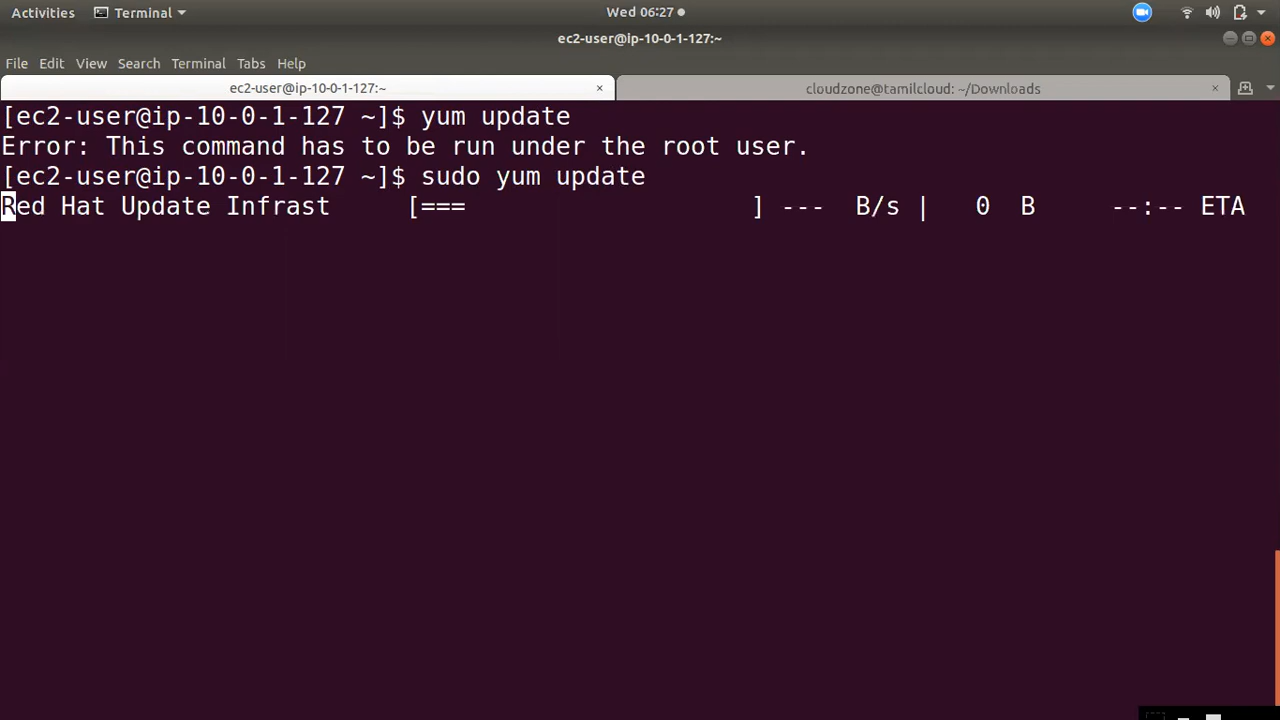 Activities Terminal Wed 06:27
ec2-user@ip-10-0-1-127:~
File Edit View Search Terminal Tabs Help
ec2-user@ip-10-0-1-127:~ × cloudzone@tamilcloud: ~/Downloads ×
[ec2-user@ip-10-0-1-127 ~]$ yum update
Error: This command has to be run under the root user.
[ec2-user@ip-10-0-1-127 ~]$ sudo yum update
Red Hat Update Infrast [=== ] --- B/s | 0 B --:-- ETA